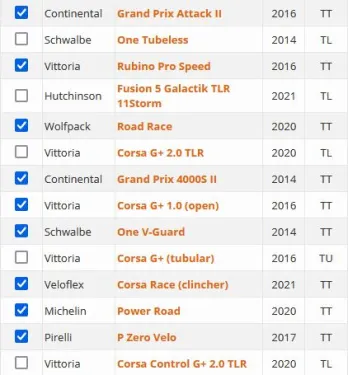 Continental Grand Prix Attack II 2016 TT
Schwalbe One Tubeless 2014 TL
Vittoria Rubino Pro Speed 2016 TT
Hutchinson Fusion 5 Galactik TLR 2021 TL
11Storm
Wolfpack Road Race 2020 TT
Vittoria Corsa G+ 2.0 TLR 2020 TL
Continental Grand Prix 4000S II 2014 TT
Vittoria Corsa G+ 1.0 (open) 2016 TT
Schwalbe One V-Guard 2014 TT
Vittoria Corsa G+ (tubular) 2016 TU
Veloflex Corsa Race (clincher) 2021 TT
Michelin Power Road 2020 TT
Pirelli P Zero Velo 2017 TT
Vittoria Corsa Control G+ 2.0 TLR 2020 TL